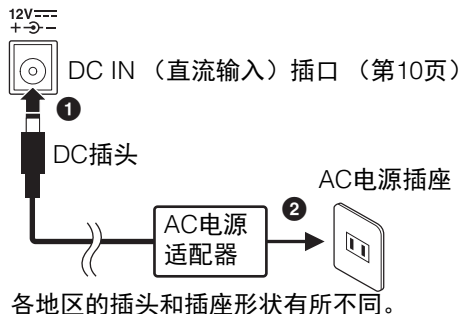 12V
DC IN （直流输入）插口 （第10页）
❶
DC插头
AC电源插座
❷
AC电源
适配器
各地区的插头和插座形状有所不同。